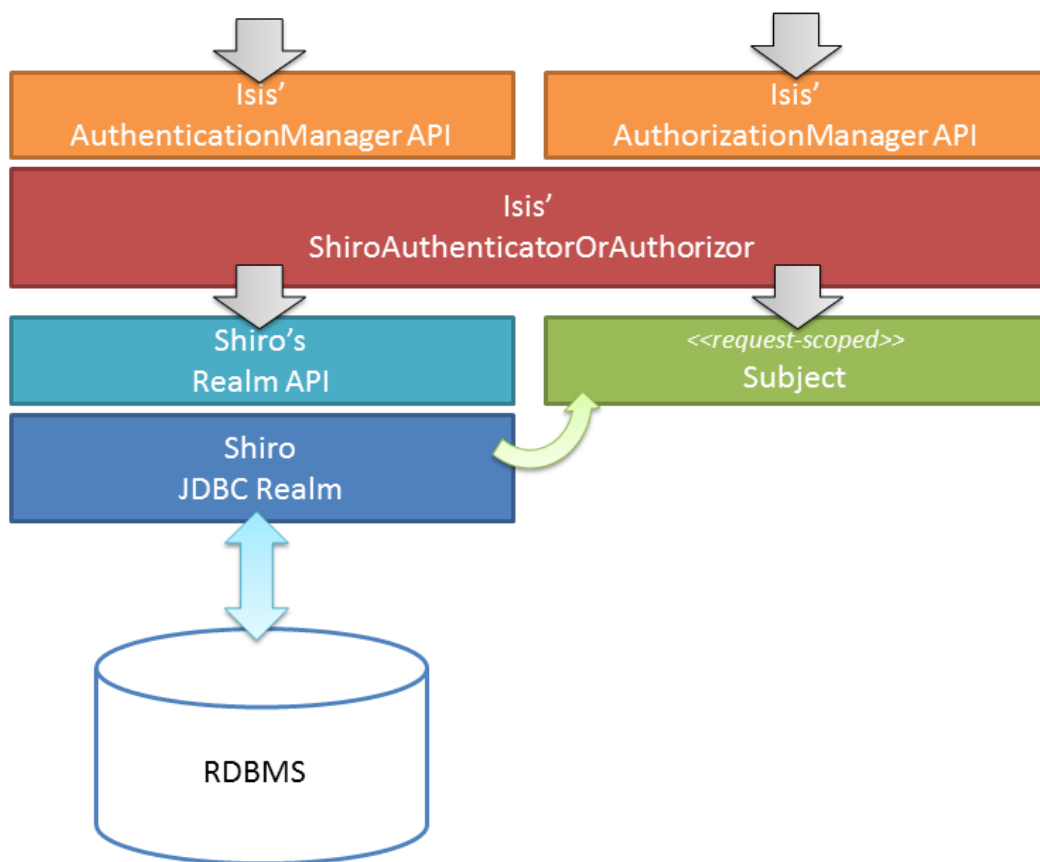 Isis’
AuthenticationManager API
Isis’
AuthorizationManager API
Isis’
ShiroAuthenticatorOrAuthorizor
Shiro’s
Realm API
<<request-scoped>>
Subject
Shiro
JDBC Realm
RDBMS